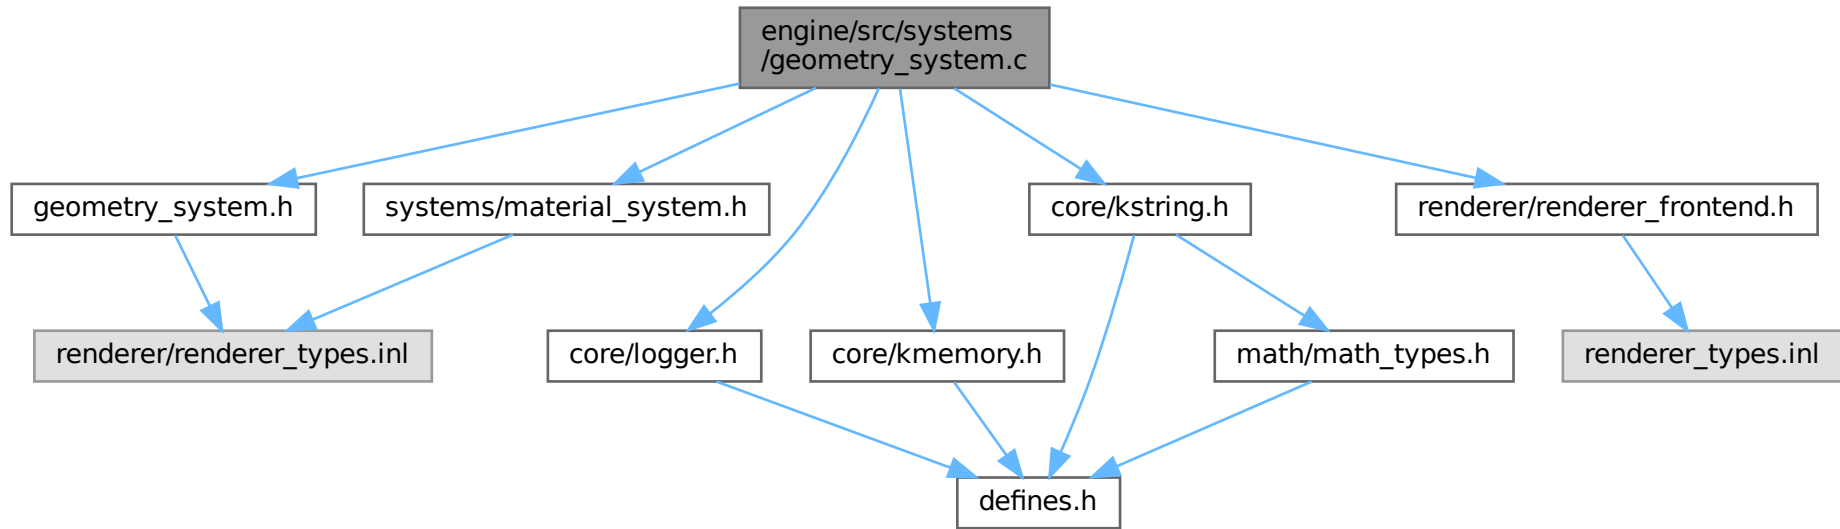 engine/src/systems
/geometry_system.c
geometry_system.h
systems/material_system.h
core/kstring.h
renderer/renderer_frontend.h
renderer/renderer_types.inl
core/logger.h
core/kmemory.h
math/math_types.h
renderer_types.inl
defines.h